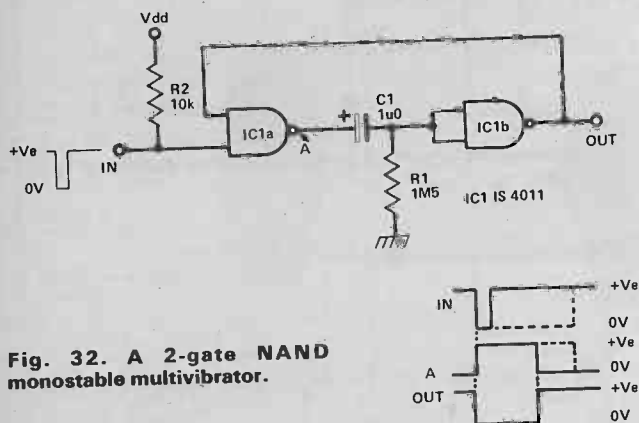 Vdd
R2
10k
IC1a
+
C1
1u0
A
IC1b
OUT
+Ve
0V
IN
R1
1M5
IC1 IS 4011
IN
+Ve
0V
+Ve
A
0V
+Ve
OUT
0V
Fig. 32. A 2-gate NAND
monostable multivibrator.